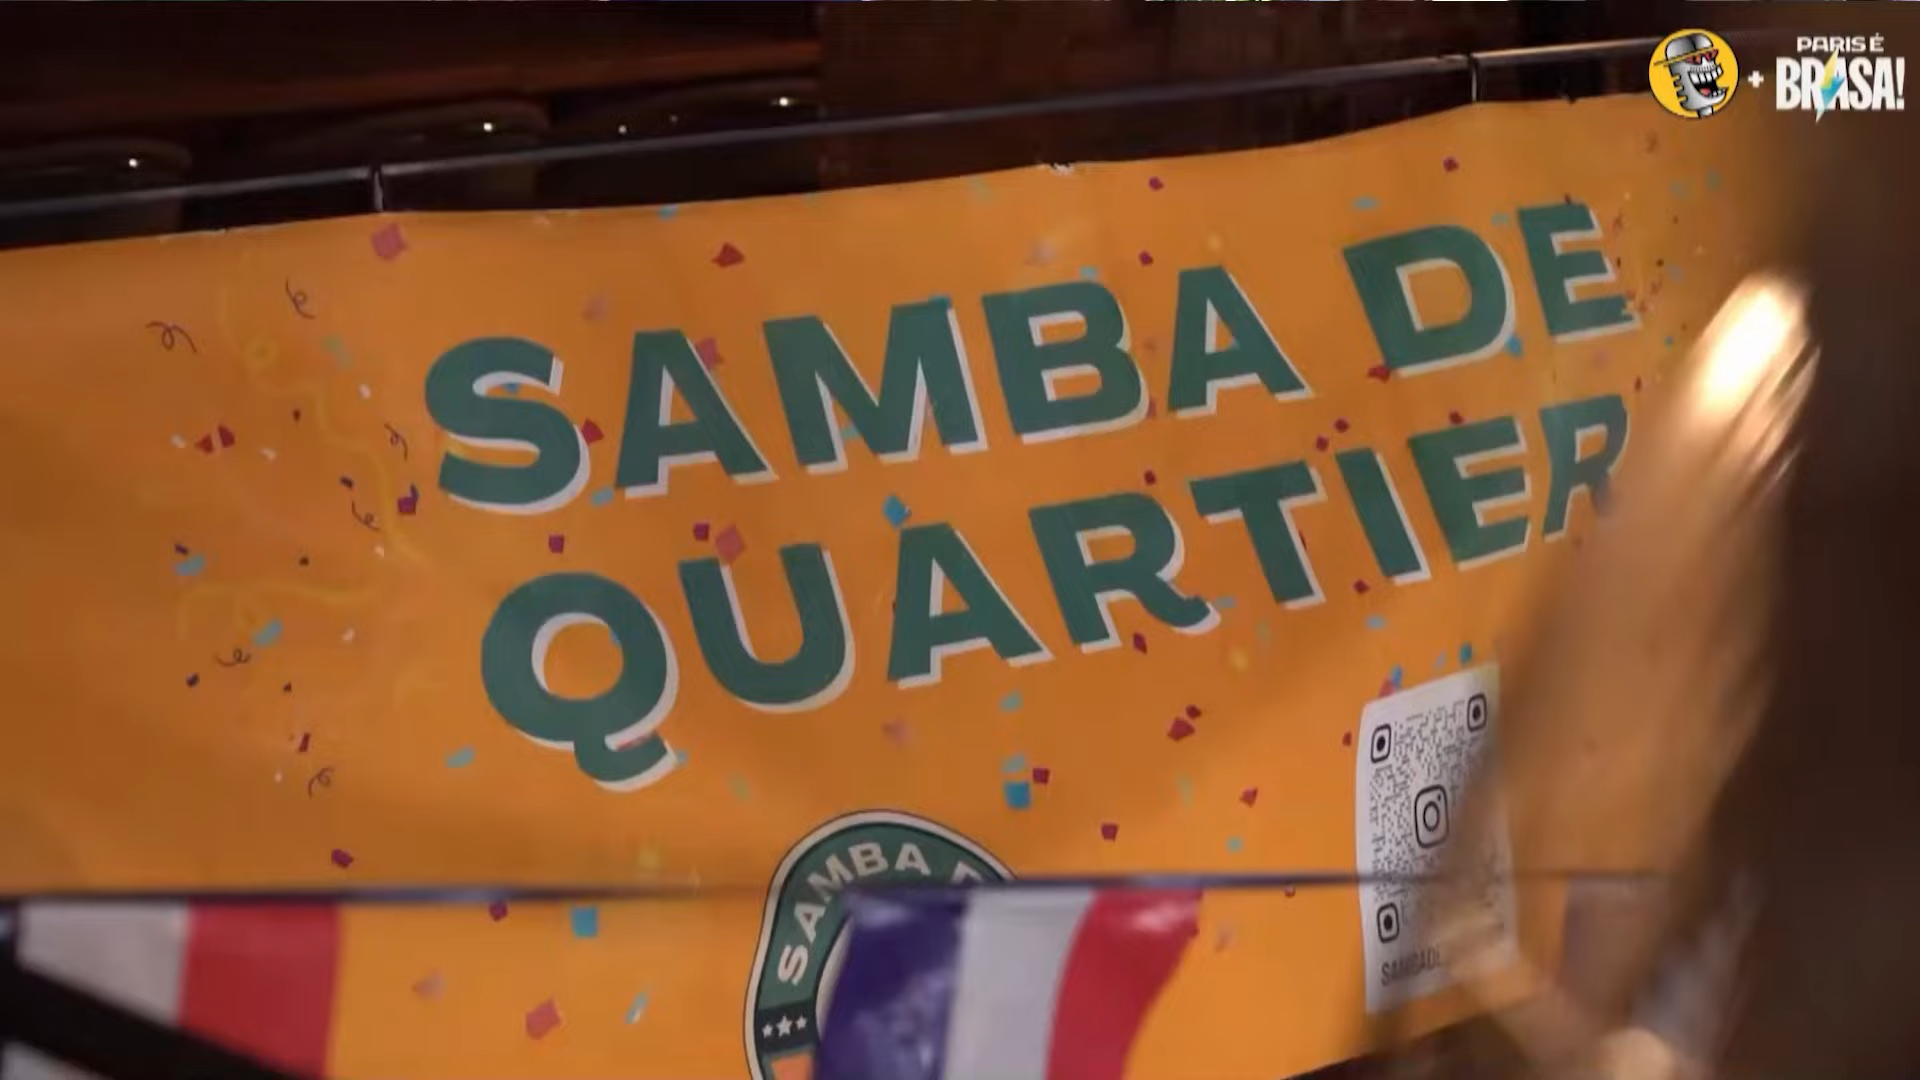 PARIS É
BRASA!
SAMBA DE
QUARTIER
SAMBA